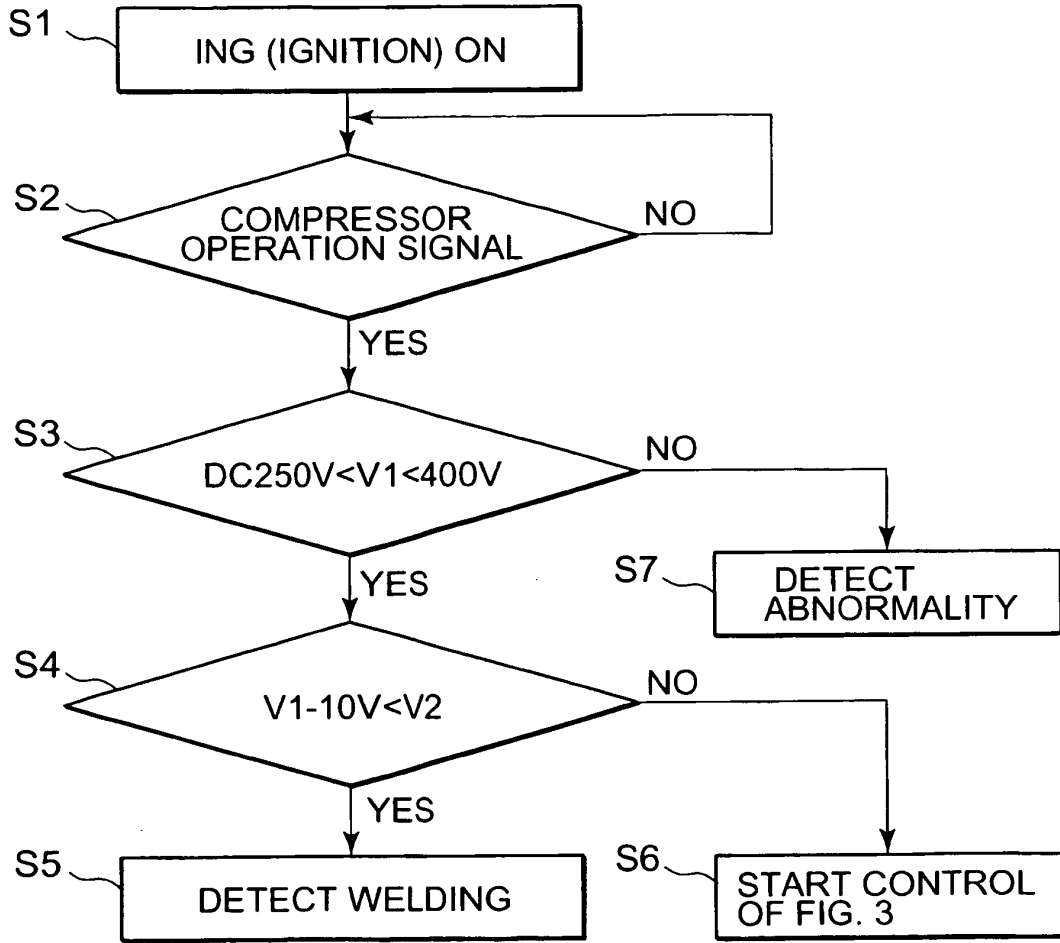 S1
ING (IGNITION) ON
S2
COMPRESSOR
OPERATION SIGNAL
NO
YES
S3
DC250V<V1<400V
NO
YES
S7
DETECT
ABNORMALITY
S4
V1-10V<V2
NO
YES
S5
DETECT WELDING
S6
START CONTROL
OF FIG. 3